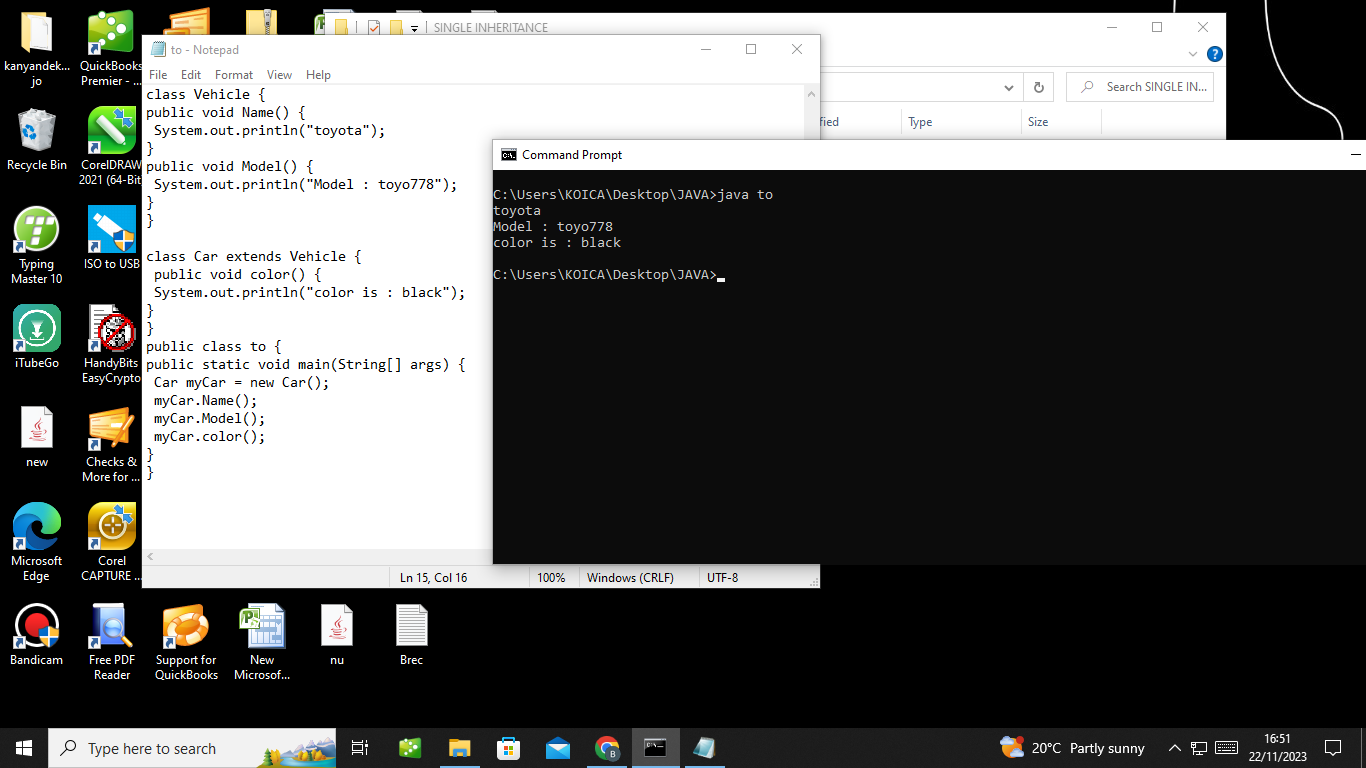 kanyandek...
jo
QuickBooks
Premier - ...
Recycle Bin
CorelDRAW
2021 (64-Bit
Typing
Master 10
ISO to USB
iTubeGo
HandyBits
EasyCrypto
new
Checks &
More for ...
Microsoft
Edge
Corel
CAPTURE ...
Bandicam
Free PDF
Reader
Support for
QuickBooks
New
Microsof...
nu
Brec
SINGLE INHERITANCE
Search SINGLE IN...
fied
Type
Size
to - Notepad
File Edit Format View Help
class Vehicle {
public void Name() {
System.out.println("toyota");
}
public void Model() {
System.out.println("Model : toyo778");
}
}
class Car extends Vehicle {
public void color() {
System.out.println("color is : black");
}
}
public class to {
public static void main(String[] args) {
Car myCar = new Car();
myCar.Name();
myCar.Model();
myCar.color();
}
}
Ln 15, Col 16 100% Windows (CRLF) UTF-8
Command Prompt
C:\Users\KOICA\Desktop\JAVA>java to
toyota
Model : toyo778
color is : black
C:\Users\KOICA\Desktop\JAVA>
Type here to search
20°C Partly sunny
16:51
22/11/2023